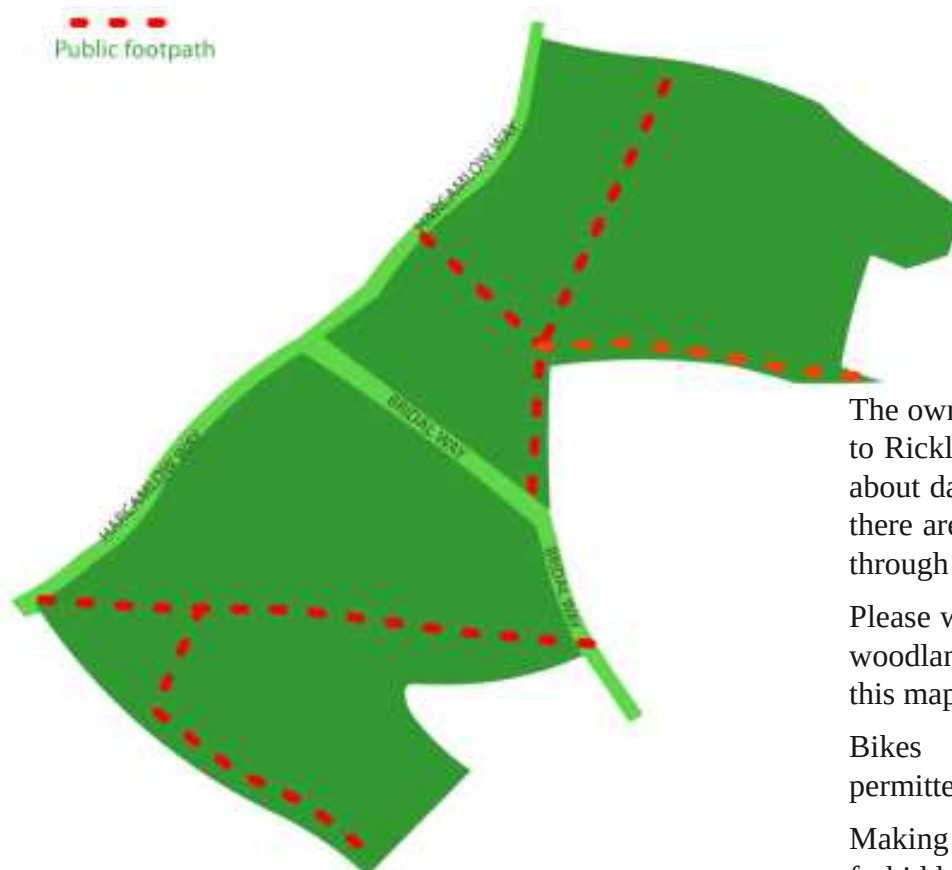 Public footpath
HARCAMLOW WAY
BRIDAL WAY
HARCAMLOW WAY
BRIDAL WAY
The own
to Rickl
about da
there are
through
Please w
woodlan
this map
Bikes
permitte
Making